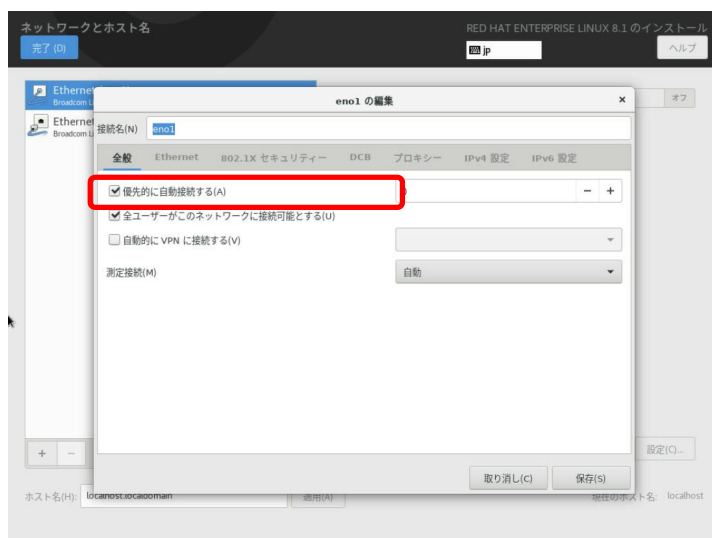 ネットワークとホスト名
RED HAT ENTERPRISE LINUX 8.1 のインストール
完了 (D)
jp
ヘルプ
Ethernet
Broadcom L
オフ
Ethernet
Broadcom L
eno1 の編集
接続名(N) eno1
全般 Ethernet 802.1X セキュリティー DCB プロキシー IPv4 設定 IPv6 設定
優先的に自動接続する(A)
- +
全ユーザーがこのネットワークに接続可能とする(U)
自動的に VPN に接続する(V)
測定接続(M) 自動
+ -
設定(C)...
取り消し(C) 保存(S)
ホスト名(H): localhost.localdomain 適用(A) 現在のホスト名: localhost